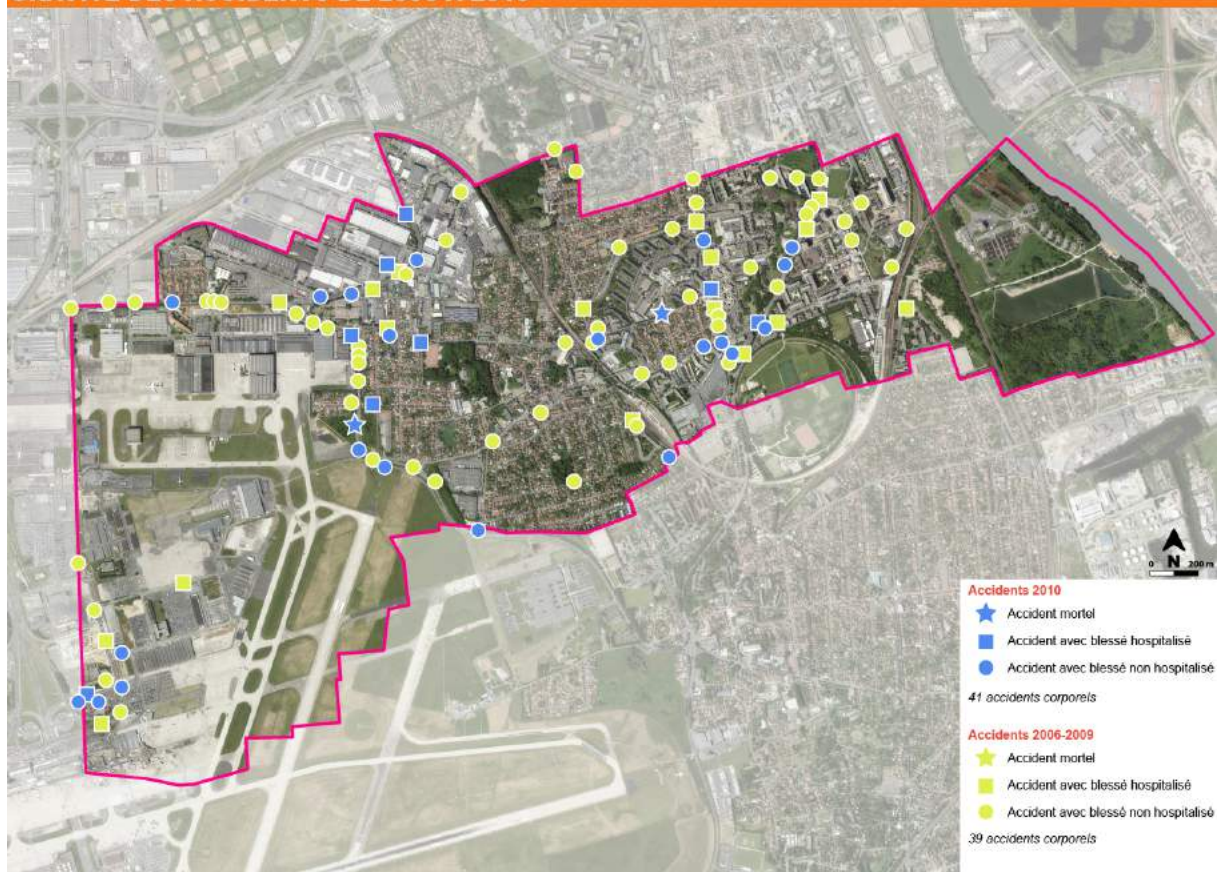 N
0 200 m
Accidents 2010
Accident mortel
Accident avec blessé hospitalisé
Accident avec blessé non hospitalisé
41 accidents corporels
Accidents 2006-2009
Accident mortel
Accident avec blessé hospitalisé
Accident avec blessé non hospitalisé
39 accidents corporels